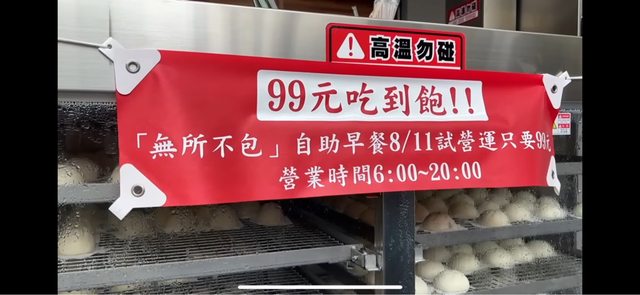 高溫勿碰
99元吃到飽!!
「無所不包」自助早餐8/11試營運只要99元
營業時間6:00~20:00